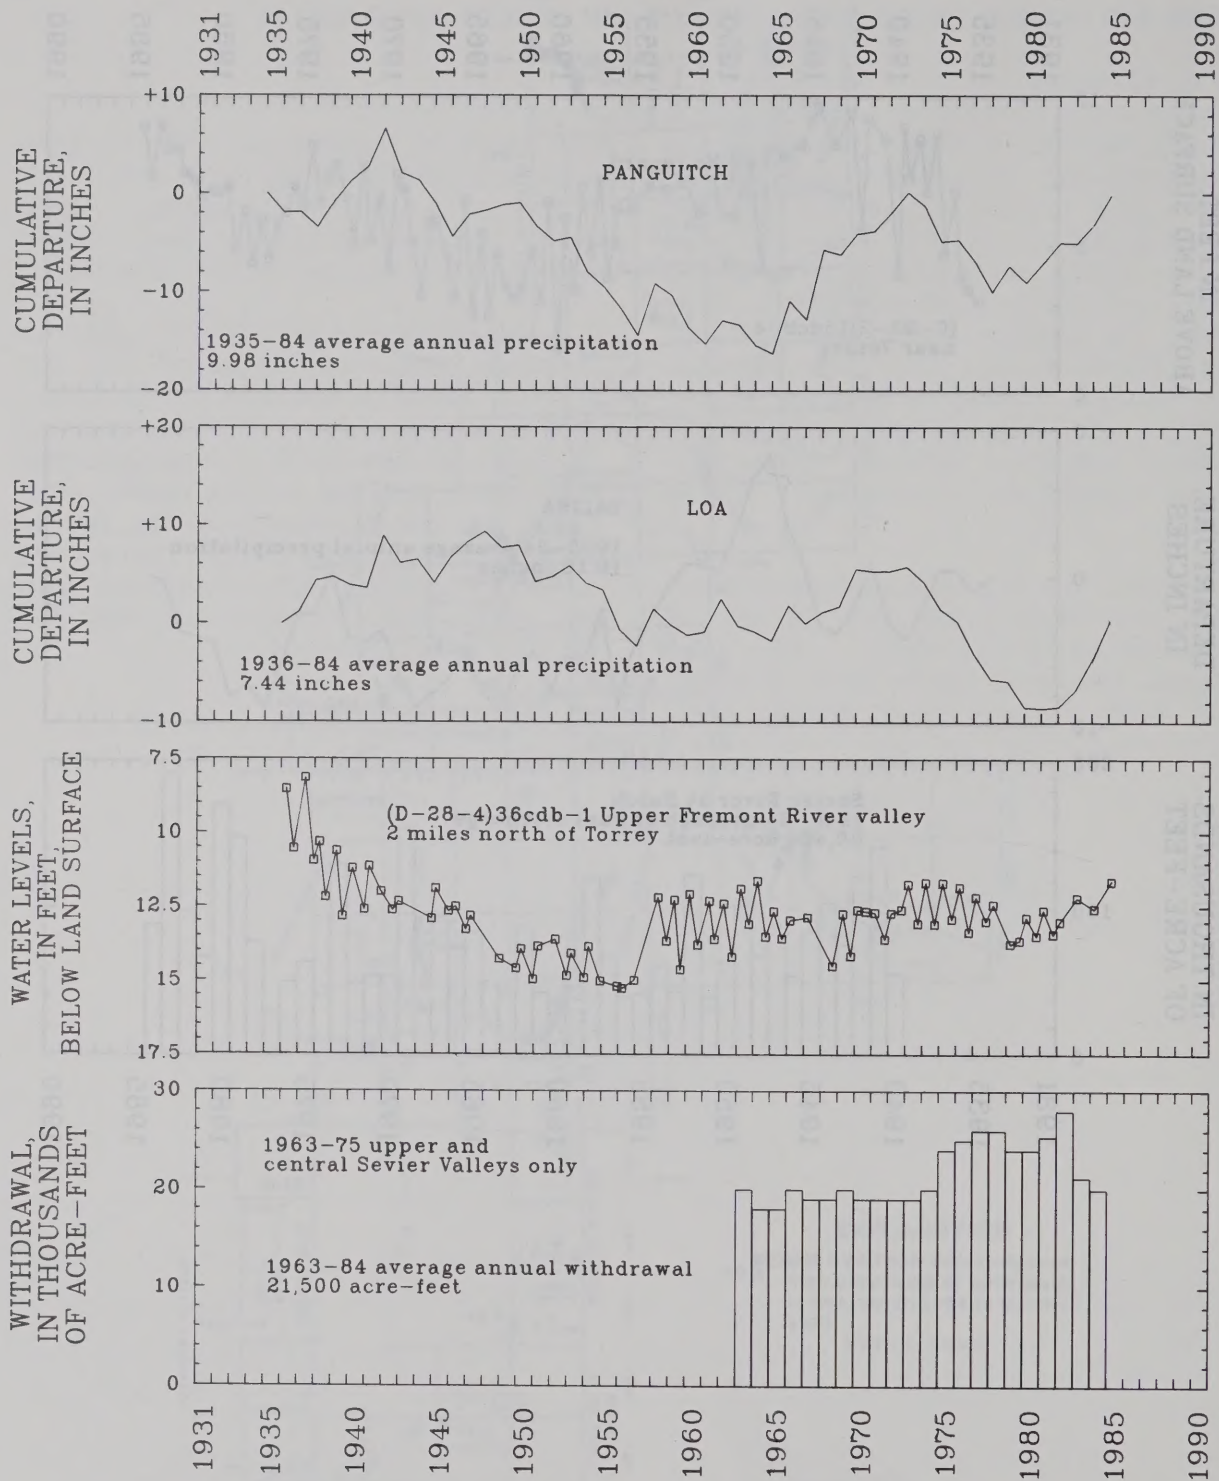 1931 1935 1940 1945 1950 1955 1960 1965 1970 1975 1980 1985 1990
CUMULATIVE
DEPARTURE,
IN INCHES
+10
0
−10
−20
PANGUITCH
1935−84 average annual precipitation
9.98 inches
CUMULATIVE
DEPARTURE,
IN INCHES
+20
+10
0
−10
LOA
1936−84 average annual precipitation
7.44 inches
WATER LEVELS,
IN FEET,
BELOW LAND SURFACE
7.5
10
12.5
15
17.5
(D−28−4)36cdb−1 Upper Fremont River valley
2 miles north of Torrey
WITHDRAWAL,
IN THOUSANDS
OF ACRE−FEET
30
20
10
0
1963−75 upper and
central Sevier Valleys only
1963−84 average annual withdrawal
21,500 acre−feet
1931 1935 1940 1945 1950 1955 1960 1965 1970 1975 1980 1985 1990